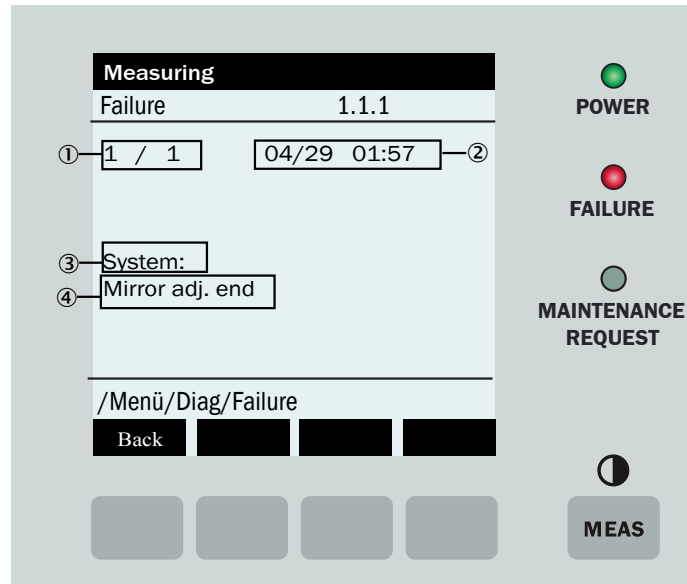 Measuring
Failure 1.1.1
① 1 / 1 04/29 01:57 ②
③ System:
④ Mirror adj. end
/Menü/Diag/Failure
Back
POWER
FAILURE
MAINTENANCE
REQUEST
MEAS